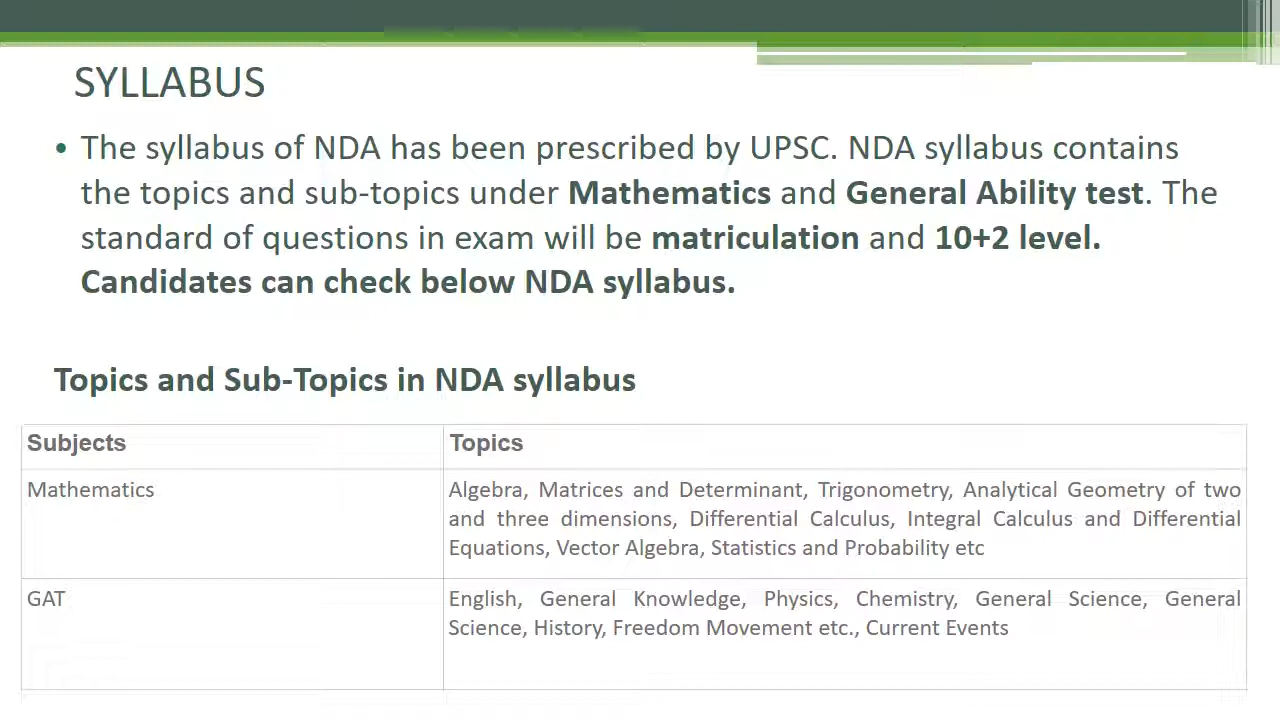 SYLLABUS
• The syllabus of NDA has been prescribed by UPSC. NDA syllabus contains
the topics and sub-topics under Mathematics and General Ability test. The
standard of questions in exam will be matriculation and 10+2 level.
Candidates can check below NDA syllabus.
Topics and Sub-Topics in NDA syllabus
Subjects
Topics
Mathematics
Algebra, Matrices and Determinant, Trigonometry, Analytical Geometry of two
and three dimensions, Differential Calculus, Integral Calculus and Differential
Equations, Vector Algebra, Statistics and Probability etc
GAT
English, General Knowledge, Physics, Chemistry, General Science, General
Science, History, Freedom Movement etc., Current Events